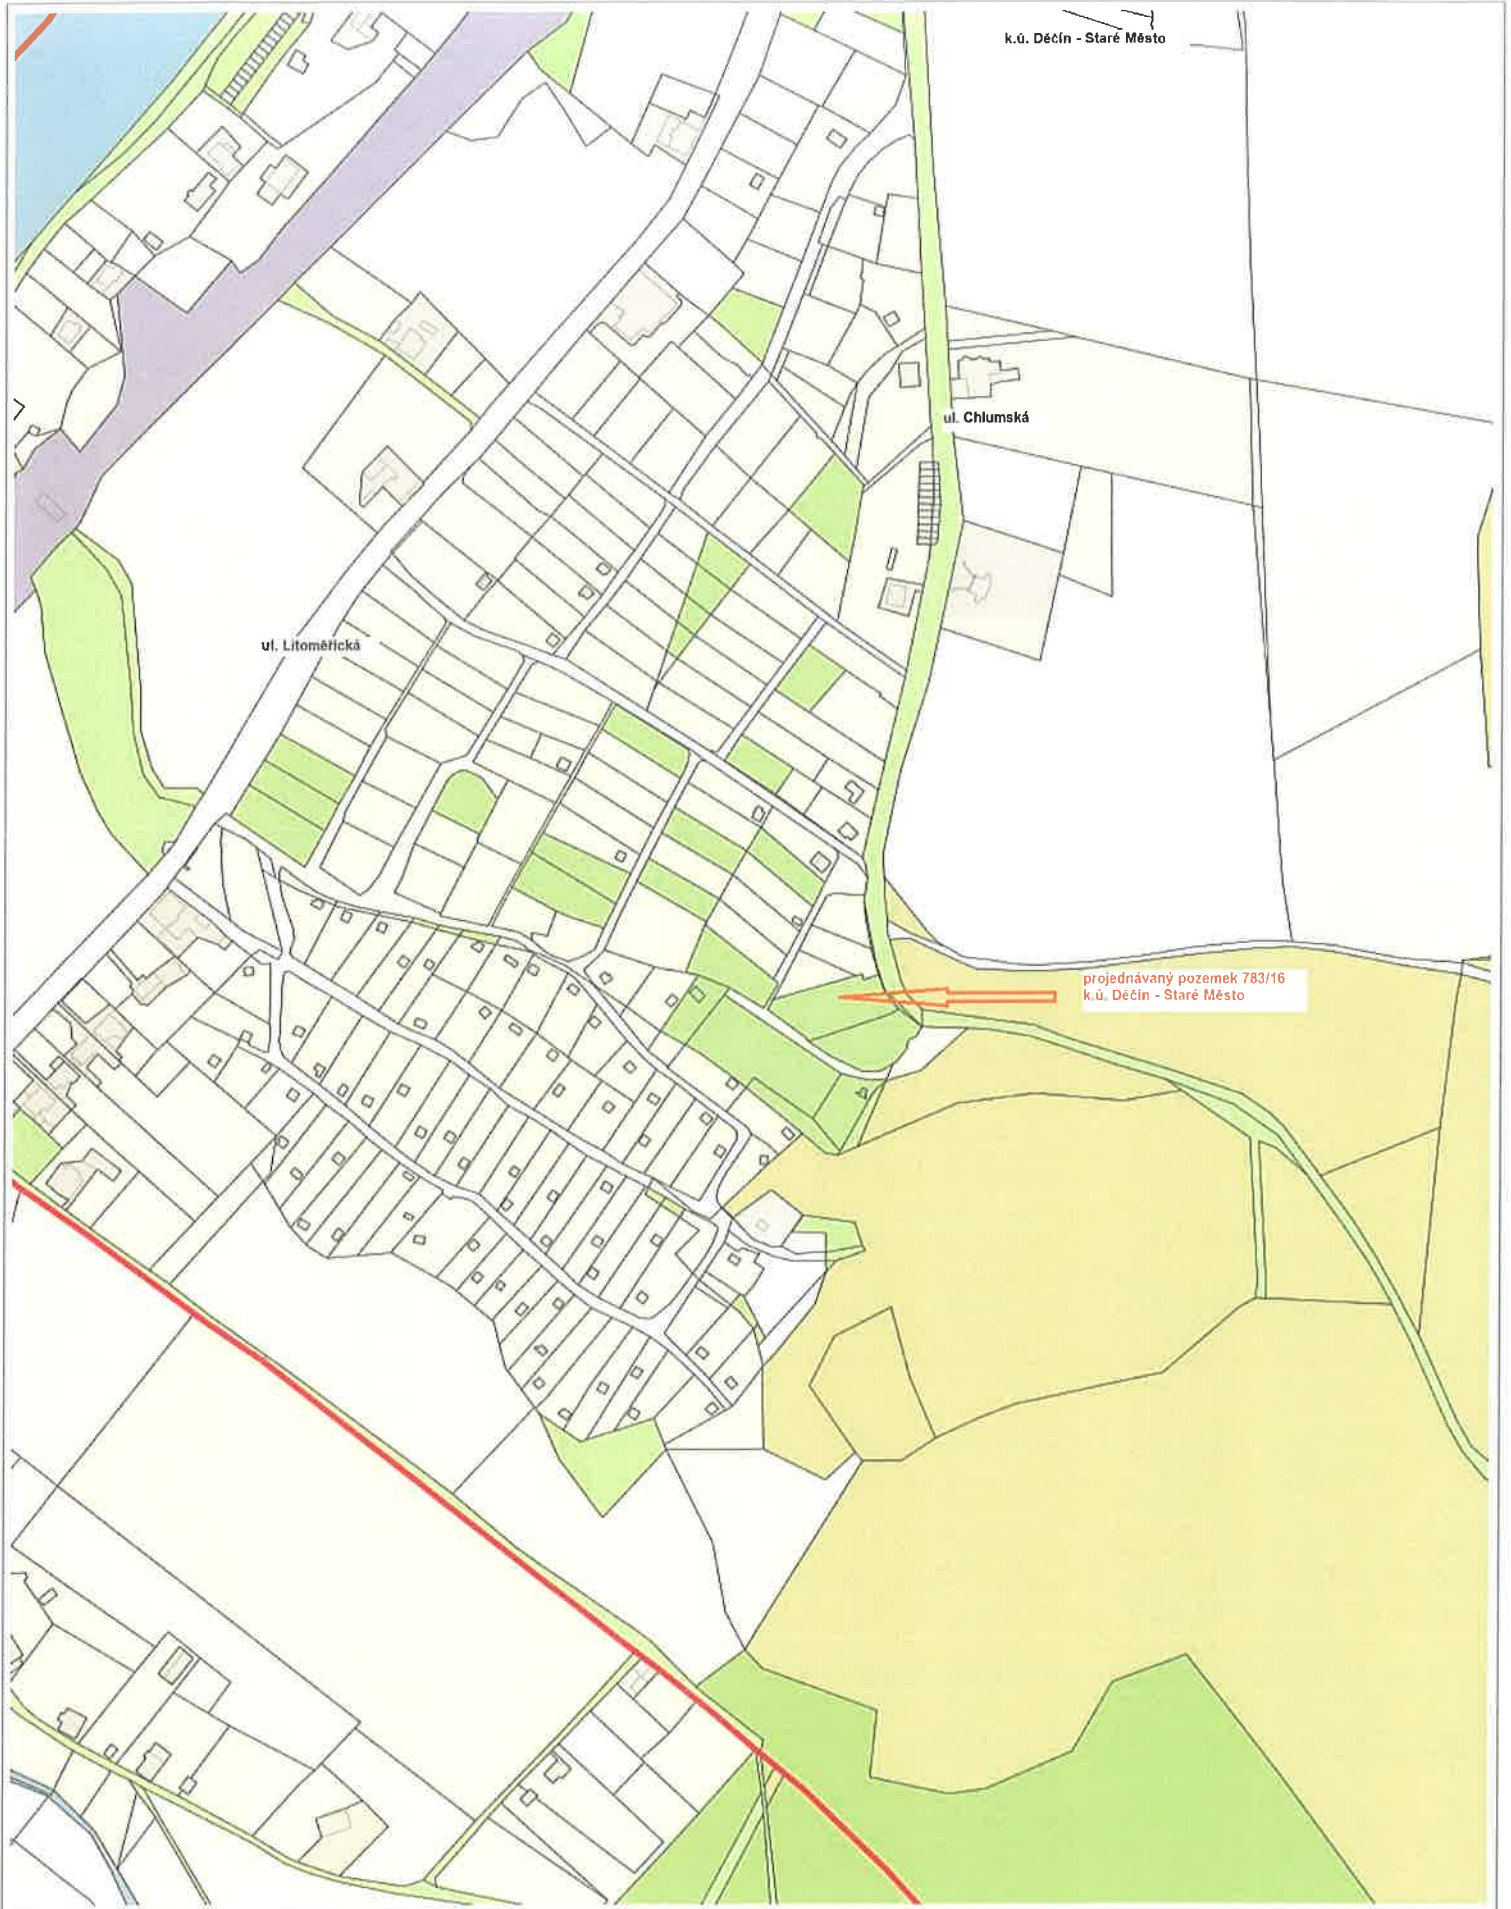 k.ú. Děčín - Staré Město
ul. Chlumská
ul. Litoměřická
projednávaný pozemek 783/16
k.ú. Děčín - Staré Město